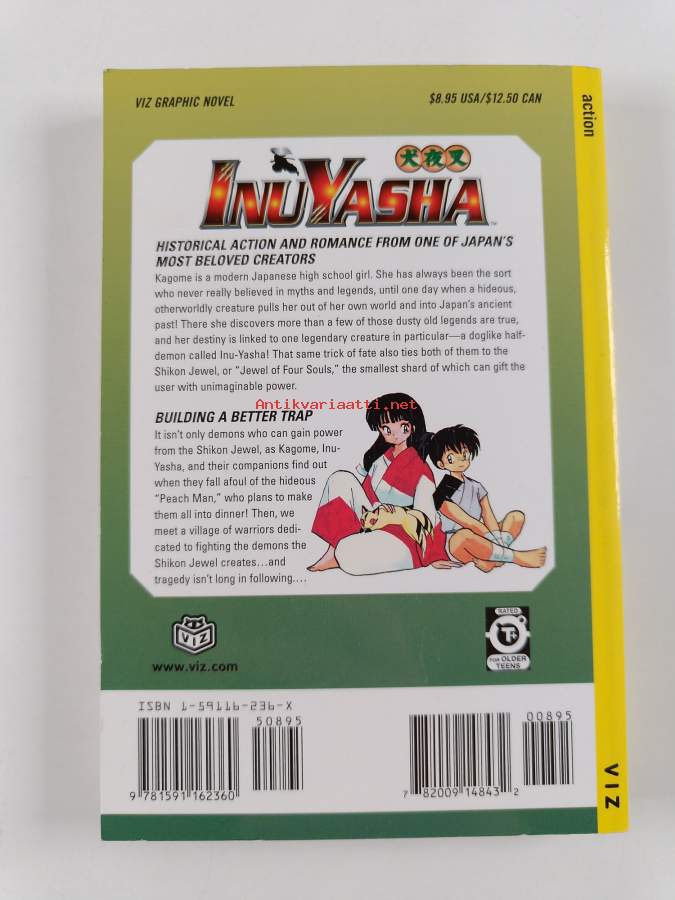 VIZ GRAPHIC NOVEL
$8.95 USA/$12.50 CAN
action
犬夜叉
INUYASHA™
HISTORICAL ACTION AND ROMANCE FROM ONE OF JAPAN'S
MOST BELOVED CREATORS
Kagome is a modern Japanese high school girl. She has always been the sort
who never really believed in myths and legends, until one day when a hideous,
otherworldly creature pulls her out of her own world and into Japan's ancient
past! There she discovers more than a few of those dusty old legends are true,
and her destiny is linked to one legendary creature in particular—a doglike half-
demon called Inu-Yasha! That same trick of fate also ties both of them to the
Shikon Jewel, or "Jewel of Four Souls," the smallest shard of which can gift the
user with unimaginable power.
Antikvariaatti.net
BUILDING A BETTER TRAP
It isn't only demons who can gain power
from the Shikon Jewel, as Kagome, Inu-
Yasha, and their companions find out
when they fall afoul of the hideous
"Peach Man," who plans to make
them all into dinner! Then, we
meet a village of warriors dedi-
cated to fighting the demons the
Shikon Jewel creates...and
tragedy isn't long in following....
VIZ
www.viz.com
RATED
T+
FOR OLDER
TEENS
ISBN 1-59116-236-X
50895
9 781591 162360
00895
7 82009 14843 2
VIZ